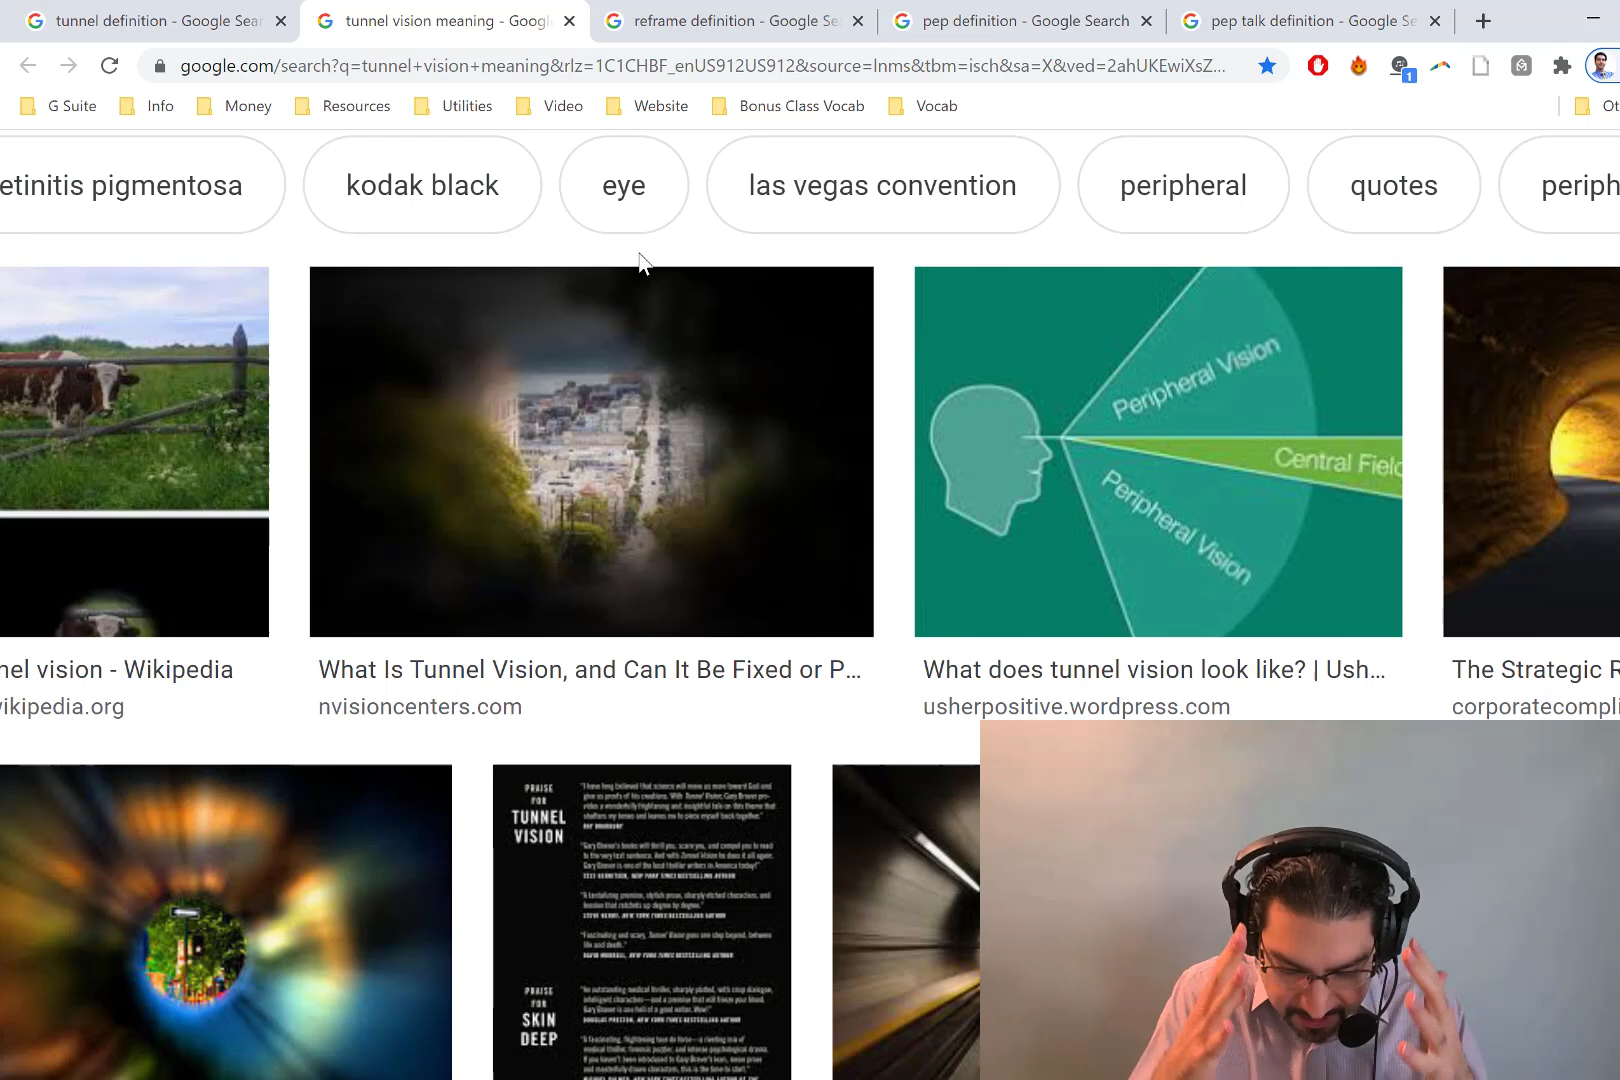 tunnel definition - Google Sear
tunnel vision meaning - Googl
reframe definition - Google Se
pep definition - Google Search
pep talk definition - Google Se
google.com/search?q=tunnel+vision+meaning&rlz=1C1CHBF_enUS912US912&source=lnms&tbm=isch&sa=X&ved=2ahUKEwiXsZ...
1
G Suite
Info
Money
Resources
Utilities
Video
Website
Bonus Class Vocab
Vocab
Ot
etinitis pigmentosa
kodak black
eye
las vegas convention
peripheral
quotes
periph
Peripheral Vision
Central Field
Peripheral Vision
nel vision - Wikipedia
ikipedia.org
What Is Tunnel Vision, and Can It Be Fixed or P...
nvisioncenters.com
What does tunnel vision look like? | Ush...
usherpositive.wordpress.com
The Strategic R
corporatecompli
PRAISE
FOR
TUNNEL
VISION
PRAISE
FOR
SKIN
DEEP